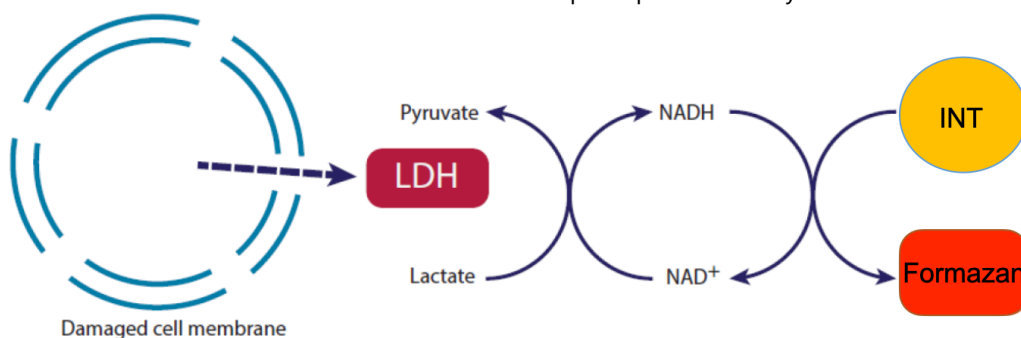 Pyruvate
NADH
INT
LDH
Lactate
NAD+
Formazan
Damaged cell membrane